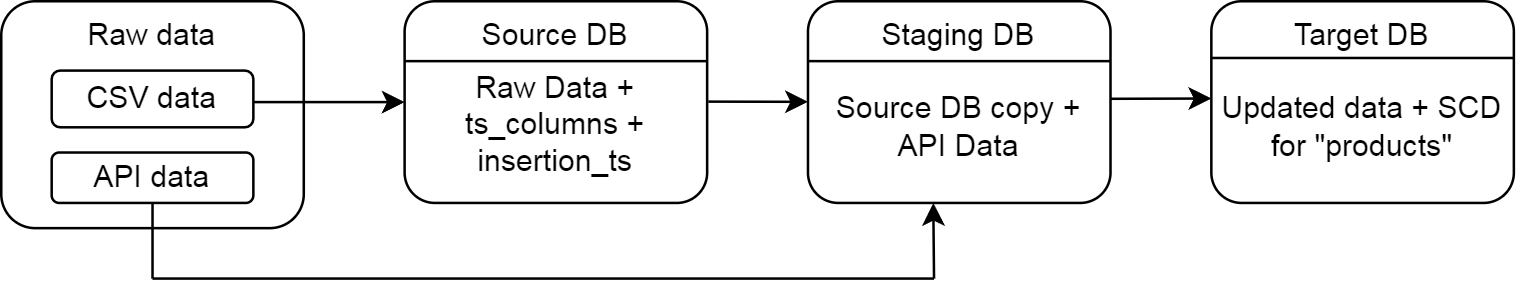 Raw data
CSV data
API data
Source DB
Raw Data +
ts_columns +
insertion_ts
Staging DB
Source DB copy +
API Data
Target DB
Updated data + SCD
for "products"